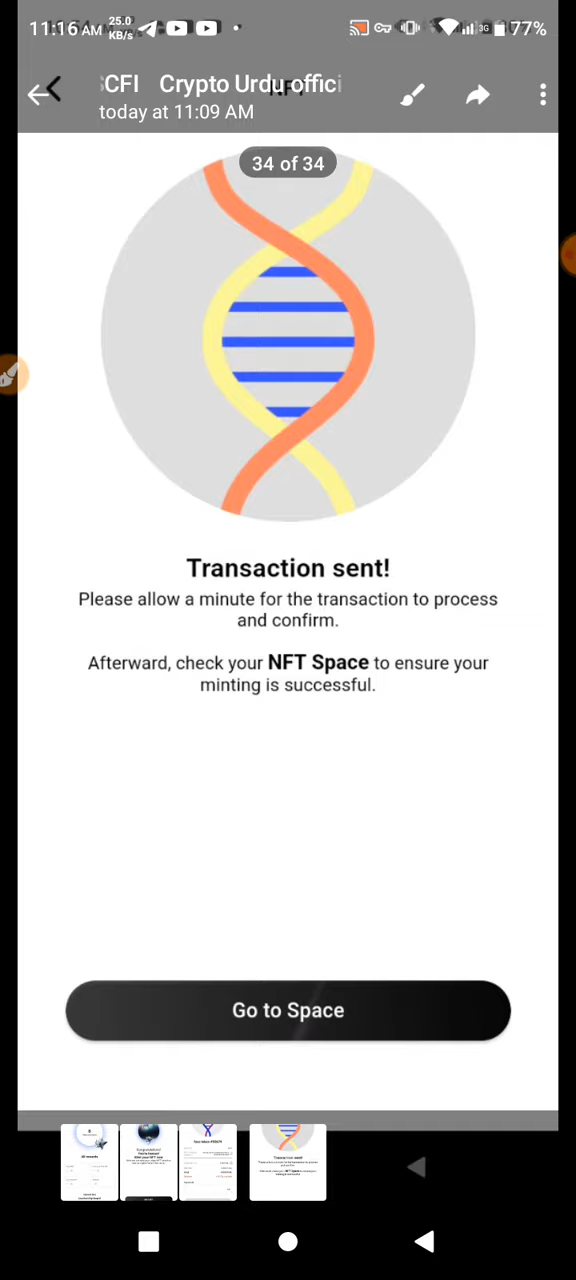 11:16 AM 25.0 KB/s 3G 77%
CFI Crypto Urdu offici
NFT
today at 11:09 AM
34 of 34
Transaction sent!
Please allow a minute for the transaction to process
and confirm.
Afterward, check your NFT Space to ensure your
minting is successful.
Go to Space